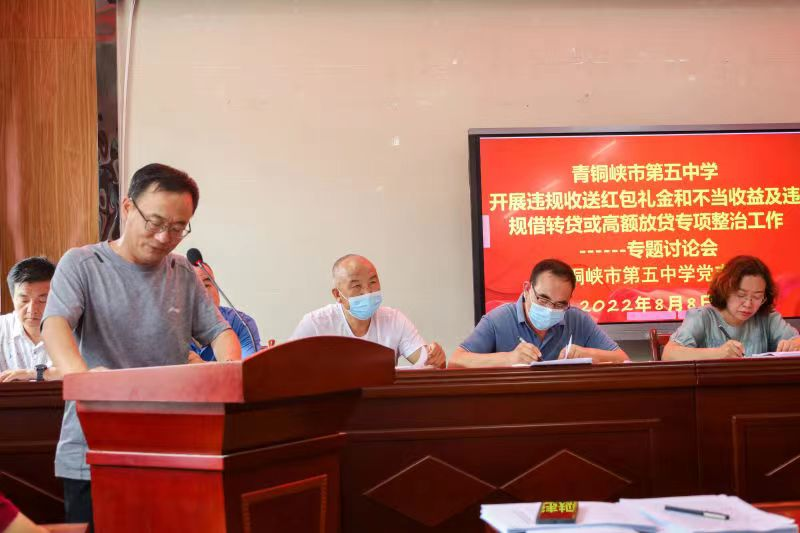 青铜峡市第五中学
开展违规收送红包礼金和不当收益及违
规借转贷或高额放贷专项整治工作
------专题讨论会
铜峡市第五中学党
2022年8月8